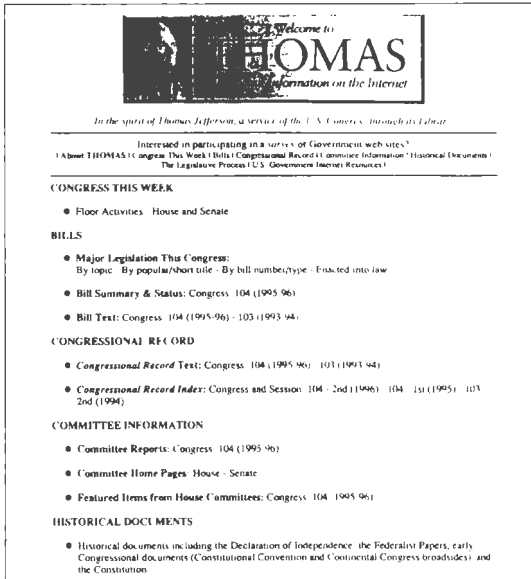 Welcome to
THOMAS
Information on the Internet
In the spirit of Thomas Jefferson, a service of the U.S. Congress through its Library
Interested in participating in a survey of Government web sites?
| About THOMAS | Congress This Week | Bills | Congressional Record | Committee Information | Historical Documents |
The Legislative Process | U.S. Government Internet Resources |
CONGRESS THIS WEEK
● Floor Activities House and Senate
BILLS
● Major Legislation This Congress:
By topic By popular/short title - By bill number/type - Enacted into law
● Bill Summary & Status: Congress 104 (1995-96)
● Bill Text: Congress 104 (1995-96) - 103 (1993-94)
CONGRESSIONAL RECORD
● Congressional Record Text: Congress 104 (1995-96) 103 (1993-94)
● Congressional Record Index: Congress and Session 104 - 2nd (1996) 104 - 1st (1995) 103
2nd (1994)
COMMITTEE INFORMATION
● Committee Reports: Congress 104 (1995-96)
● Committee Home Pages House - Senate
● Featured Items from House Committees: Congress 104 1995-96)
HISTORICAL DOCUMENTS
● Historical documents including the Declaration of Independence the Federalist Papers, early
Congressional documents (Constitutional Convention and Continental Congress broadsides) and
the Constitution